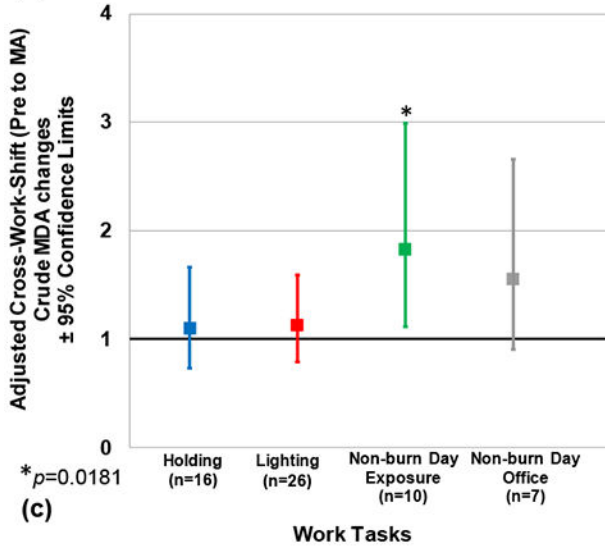 Adjusted Cross-Work-Shift (Pre to MA)
Crude MDA changes
± 95% Confidence Limits
4
3
2
1
0
*
Holding
(n=16)
Lighting
(n=26)
Non-burn Day
Exposure
(n=10)
Non-burn Day
Office
(n=7)
*p=0.0181
(c)
Work Tasks